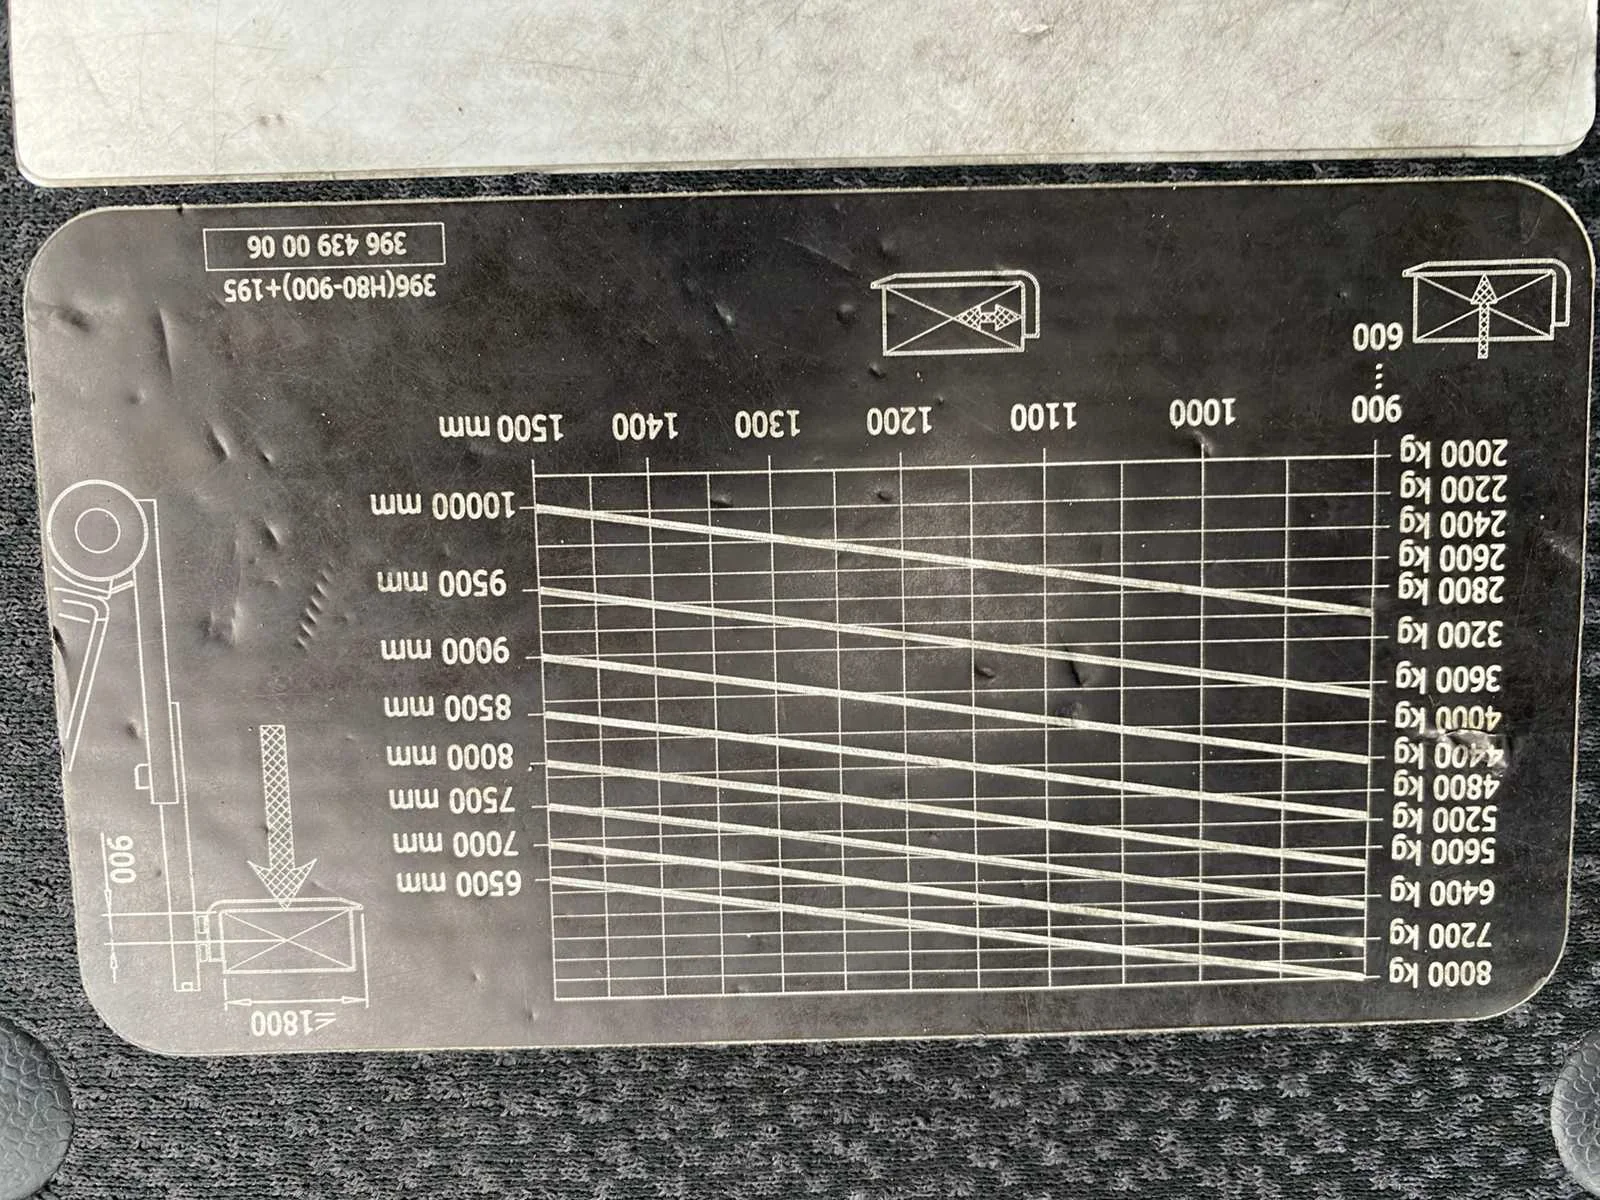 8000 kg
7200 kg
6400 kg
5600 kg
5200 kg
4800 kg
4400 kg
4000 kg
3600 kg
3200 kg
2800 kg
2600 kg
2400 kg
2200 kg
2000 kg
6500 mm
7000 mm
7500 mm
8000 mm
8500 mm
9000 mm
9500 mm
10000 mm
900 1000 1100 1200 1300 1400 1500 mm
...
600
≤1800
900
396(H80-900)+195
396 439 00 06